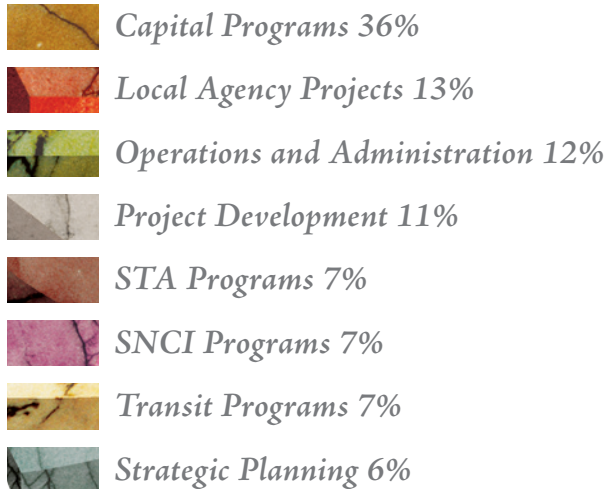 Capital Programs 36%
Local Agency Projects 13%
Operations and Administration 12%
Project Development 11%
STA Programs 7%
SNCI Programs 7%
Transit Programs 7%
Strategic Planning 6%